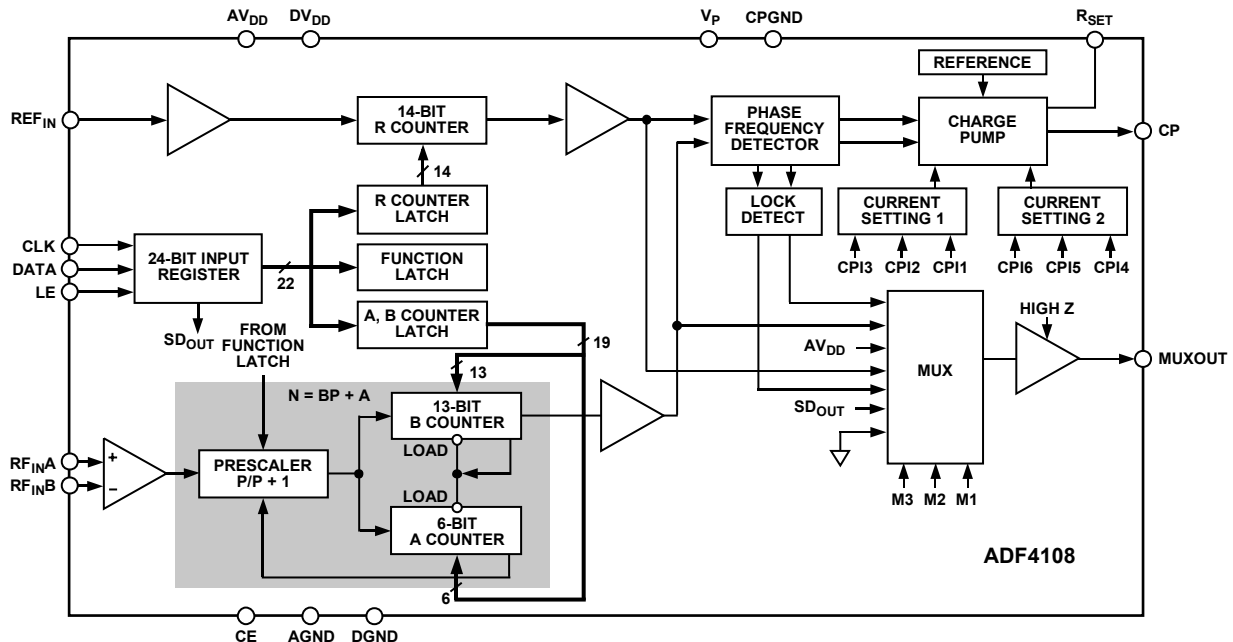 AVDD DVDD VP CPGND RSET
REFIN
14-BIT
R COUNTER
14
R COUNTER
LATCH
CLK
DATA
LE
24-BIT INPUT
REGISTER
22
FUNCTION
LATCH
A, B COUNTER
LATCH
SDOUT
FROM
FUNCTION
LATCH
19
13
N = BP + A
13-BIT
B COUNTER
LOAD
RFINA
RFINB
+
–
PRESCALER
P/P + 1
LOAD
6-BIT
A COUNTER
6
PHASE
FREQUENCY
DETECTOR
LOCK
DETECT
REFERENCE
CHARGE
PUMP
CP
CURRENT
SETTING 1
CPI3 CPI2 CPI1
CURRENT
SETTING 2
CPI6 CPI5 CPI4
AVDD
SDOUT
MUX
M3 M2 M1
HIGH Z
MUXOUT
ADF4108
CE AGND DGND